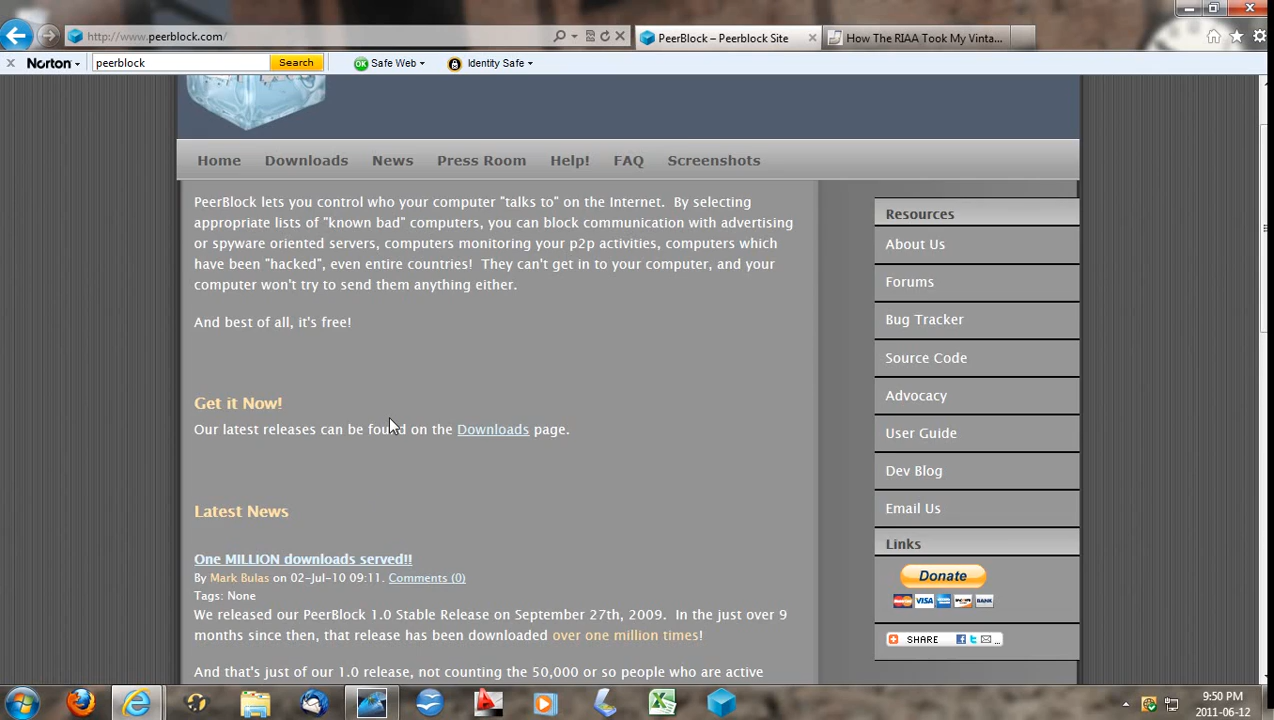 http://www.peerblock.com/
PeerBlock – Peerblock Site
How The RIAA Took My Vinta...
Norton
peerblock
Search
OK Safe Web
Identity Safe
Home Downloads News Press Room Help! FAQ Screenshots
PeerBlock lets you control who your computer "talks to" on the Internet. By selecting
appropriate lists of "known bad" computers, you can block communication with advertising
or spyware oriented servers, computers monitoring your p2p activities, computers which
have been "hacked", even entire countries! They can't get in to your computer, and your
computer won't try to send them anything either.
And best of all, it's free!
Get it Now!
Our latest releases can be found on the Downloads page.
Latest News
One MILLION downloads served!!
By Mark Bulas on 02-Jul-10 09:11. Comments (0)
Tags: None
We released our PeerBlock 1.0 Stable Release on September 27th, 2009. In the just over 9
months since then, that release has been downloaded over one million times!
And that's just of our 1.0 release, not counting the 50,000 or so people who are active
Resources
About Us
Forums
Bug Tracker
Source Code
Advocacy
User Guide
Dev Blog
Email Us
Links
Donate
VISA BANK
SHARE
9:50 PM
2011-06-12